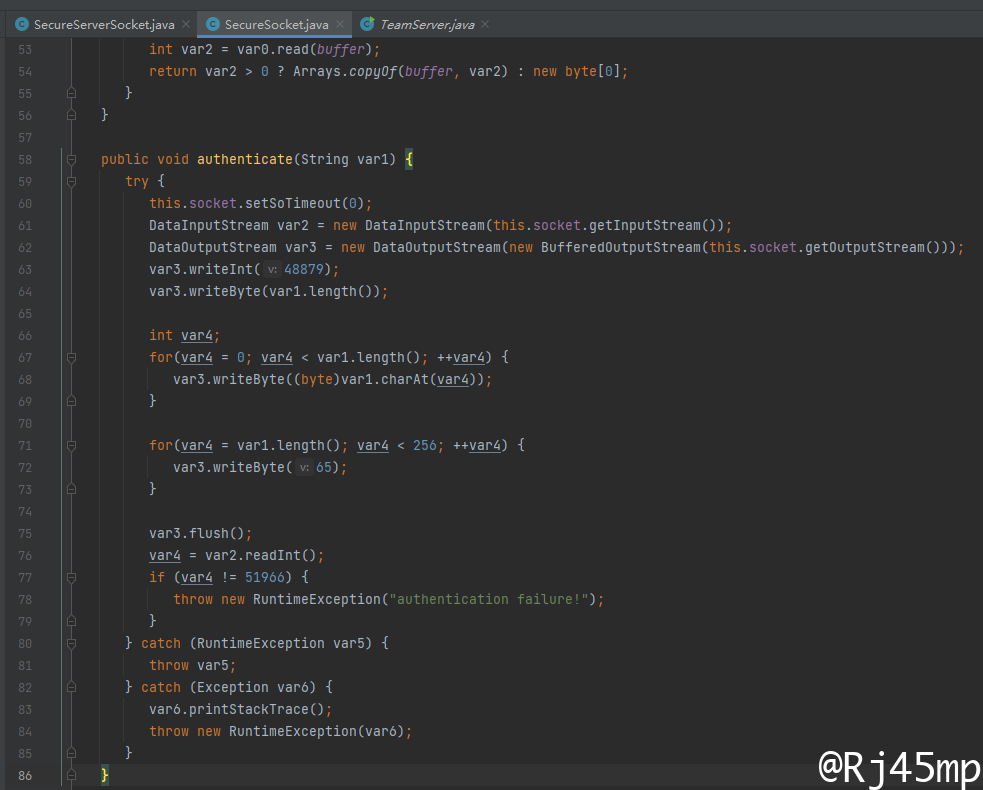 SecureServerSocket.java × SecureSocket.java × TeamServer.java ×
53 int var2 = var0.read(buffer);
54 return var2 > 0 ? Arrays.copyOf(buffer, var2) : new byte[0];
55 }
56 }
57
58 public void authenticate(String var1) {
59 try {
60 this.socket.setSoTimeout(0);
61 DataInputStream var2 = new DataInputStream(this.socket.getInputStream());
62 DataOutputStream var3 = new DataOutputStream(new BufferedOutputStream(this.socket.getOutputStream()));
63 var3.writeInt( v: 48879);
64 var3.writeByte(var1.length());
65
66 int var4;
67 for(var4 = 0; var4 < var1.length(); ++var4) {
68 var3.writeByte((byte)var1.charAt(var4));
69 }
70
71 for(var4 = var1.length(); var4 < 256; ++var4) {
72 var3.writeByte( v: 65);
73 }
74
75 var3.flush();
76 var4 = var2.readInt();
77 if (var4 != 51966) {
78 throw new RuntimeException("authentication failure!");
79 }
80 } catch (RuntimeException var5) {
81 throw var5;
82 } catch (Exception var6) {
83 var6.printStackTrace();
84 throw new RuntimeException(var6);
85 }
86 }
@Rj45mp